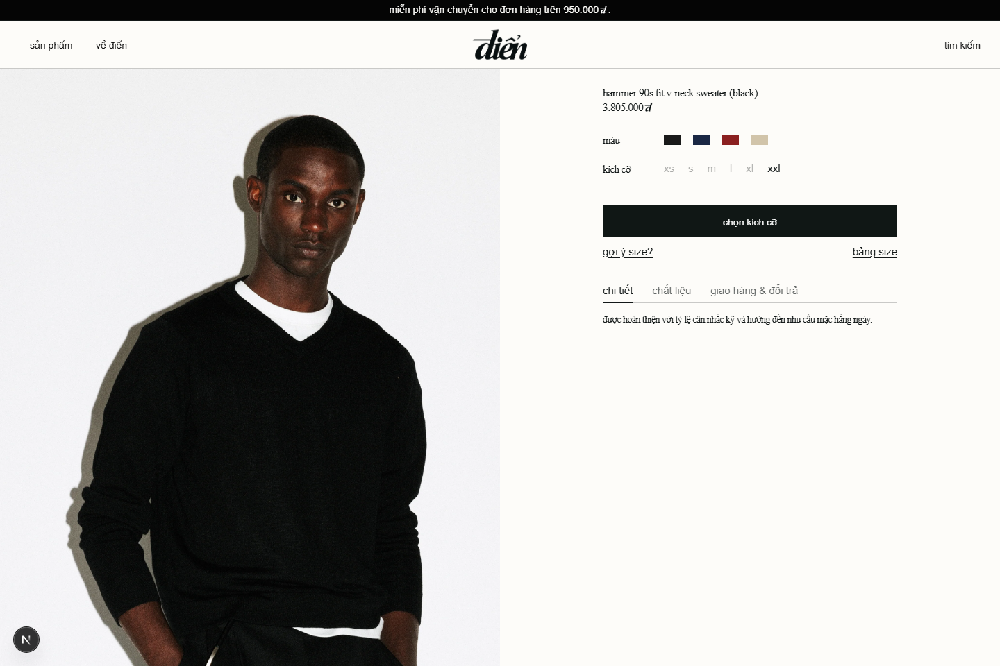 miễn phí vận chuyển cho đơn hàng trên 950.000 đ .
sản phẩm
về điển
điển
tìm kiếm
hammer 90s fit v-neck sweater (black)
3.805.000 đ
màu
kích cỡ
xs s m l xl xxl
chọn kích cỡ
gợi ý size?
bảng size
chi tiết
chất liệu
giao hàng & đổi trả
được hoàn thiện với tỷ lệ cân nhắc kỹ và hướng đến nhu cầu mặc hằng ngày.
N